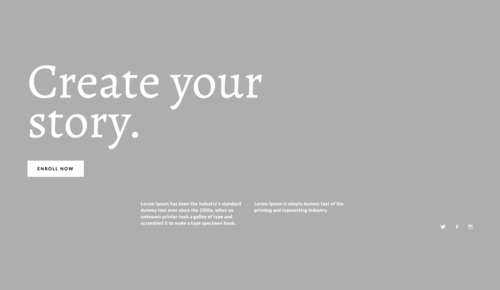 Create your
story.
ENROLL NOW
Lorem Ipsum has been the industry's standard
dummy text ever since the 1500s, when an
unknown printer took a galley of type and
scrambled it to make a type specimen book.
Lorem Ipsum is simply dummy text of the
printing and typesetting industry.